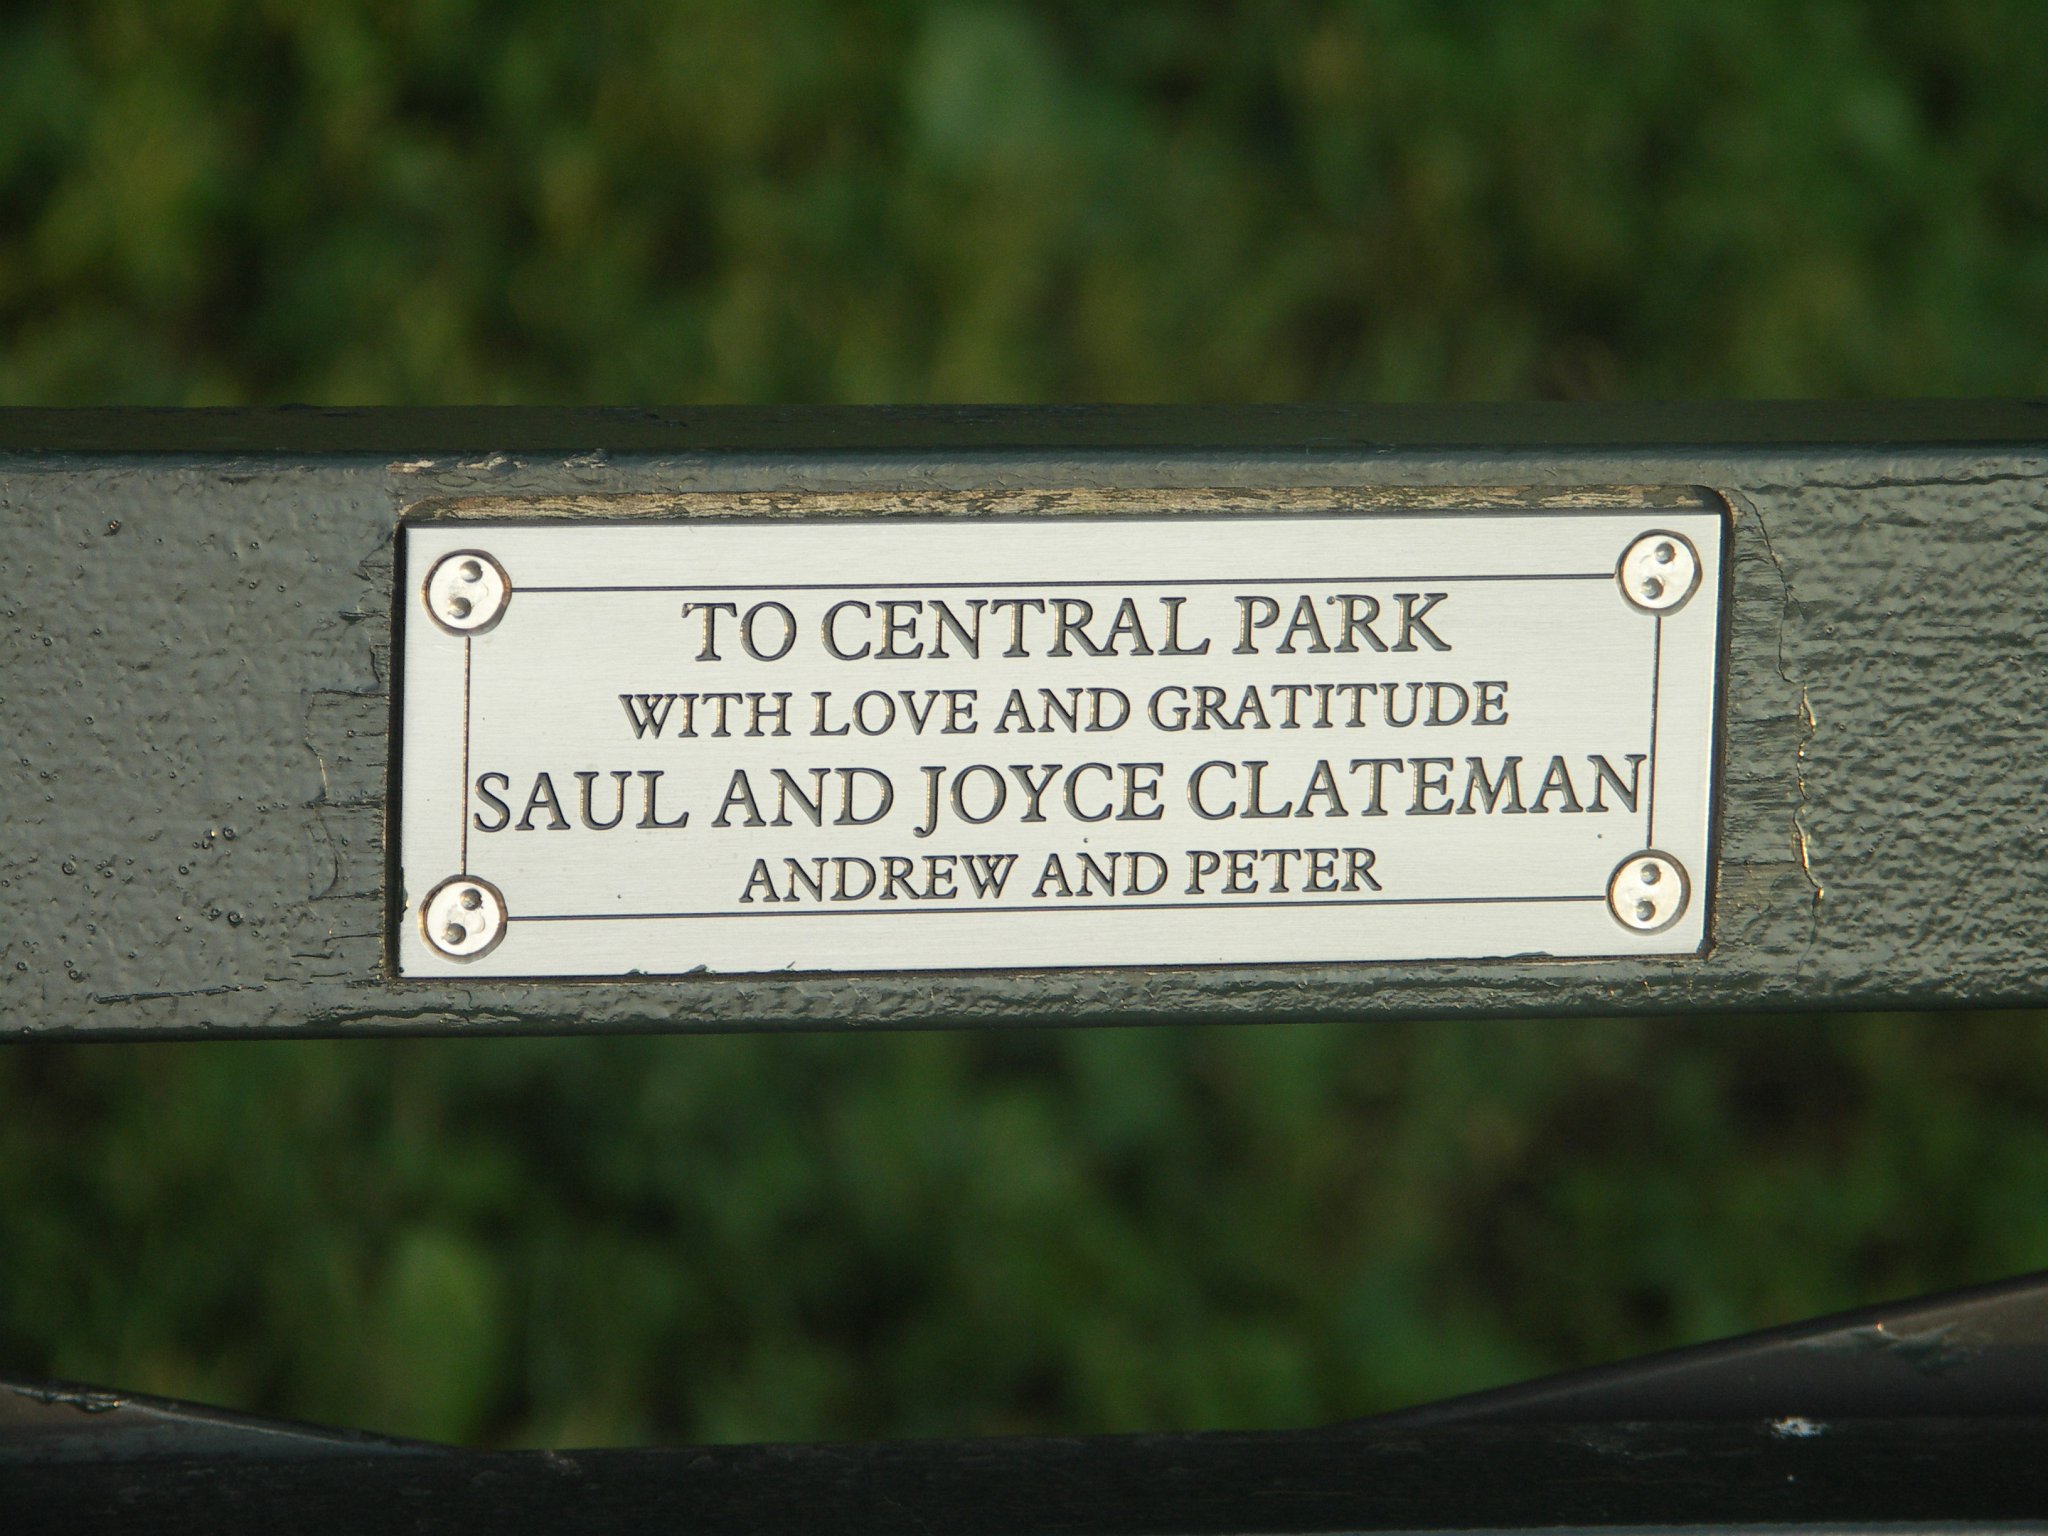 TO CENTRAL PARK
WITH LOVE AND GRATITUDE
SAUL AND JOYCE CLATEMAN
ANDREW AND PETER